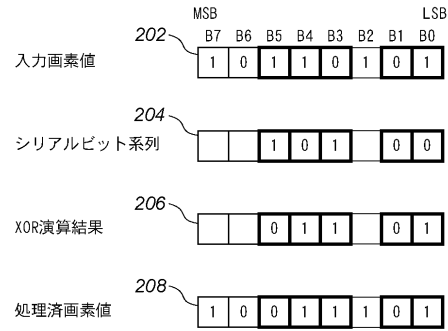 MSB LSB
202 B7 B6 B5 B4 B3 B2 B1 B0
入力画素値 1 0 1 1 0 1 0 1
204
シリアルビット系列 1 0 1 0 0
206
XOR演算結果 0 1 1 0 1
208
処理済画素値 1 0 0 1 1 1 0 1